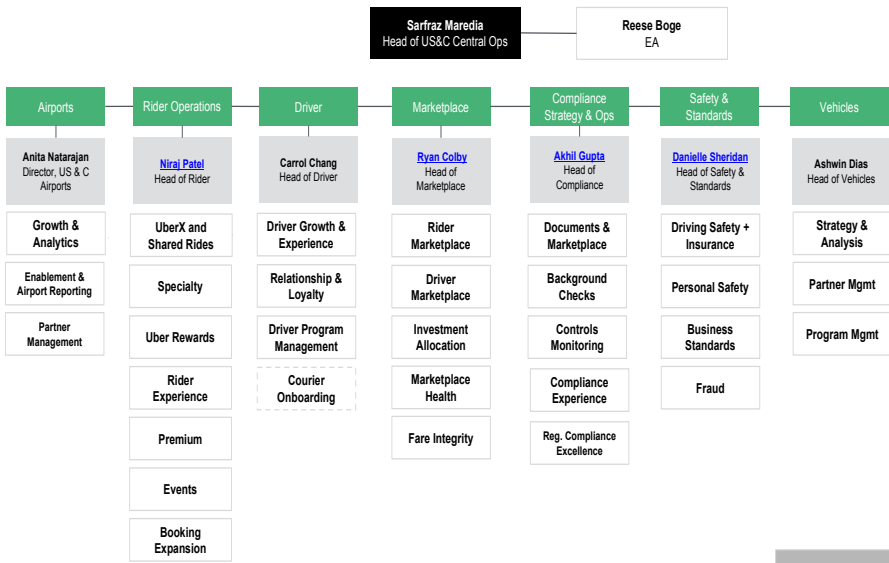 Sarfraz Maredia
Head of US&C Central Ops
Reese Boge
EA
Airports
Rider Operations
Driver
Marketplace
Compliance
Strategy & Ops
Safety &
Standards
Vehicles
Anita Natarajan
Director, US & C
Airports
Niraj Patel
Head of Rider
Carrol Chang
Head of Driver
Ryan Colby
Head of
Marketplace
Akhil Gupta
Head of
Compliance
Danielle Sheridan
Head of Safety &
Standards
Ashwin Dias
Head of Vehicles
Growth &
Analytics
Enablement &
Airport Reporting
Partner
Management
UberX and
Shared Rides
Specialty
Uber Rewards
Rider
Experience
Premium
Events
Booking
Expansion
Driver Growth &
Experience
Relationship &
Loyalty
Driver Program
Management
Courier
Onboarding
Rider
Marketplace
Driver
Marketplace
Investment
Allocation
Marketplace
Health
Fare Integrity
Documents &
Marketplace
Background
Checks
Controls
Monitoring
Compliance
Experience
Reg. Compliance
Excellence
Driving Safety +
Insurance
Personal Safety
Business
Standards
Fraud
Strategy &
Analysis
Partner Mgmt
Program Mgmt